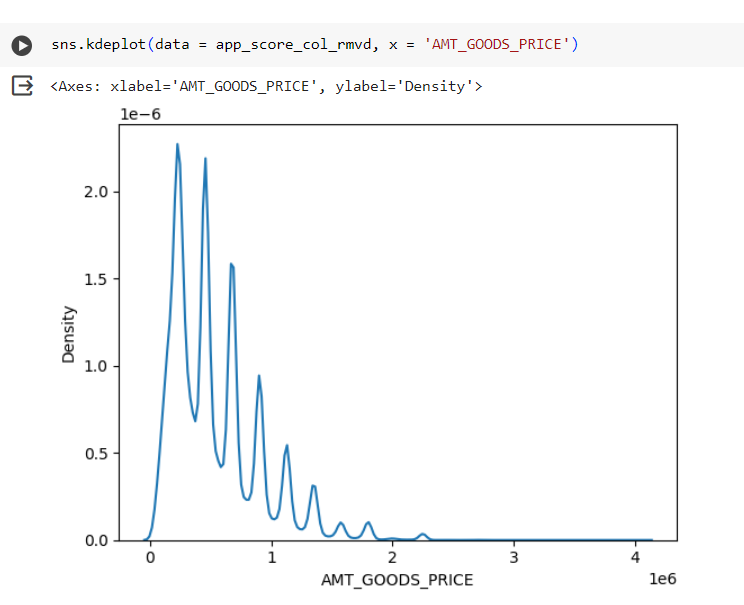 sns.kdeplot(data = app_score_col_rmvd, x = 'AMT_GOODS_PRICE')
<Axes: xlabel='AMT_GOODS_PRICE', ylabel='Density'>
1e−6
2.0
1.5
1.0
0.5
0.0
Density
0 1 2 3 4
AMT_GOODS_PRICE
1e6